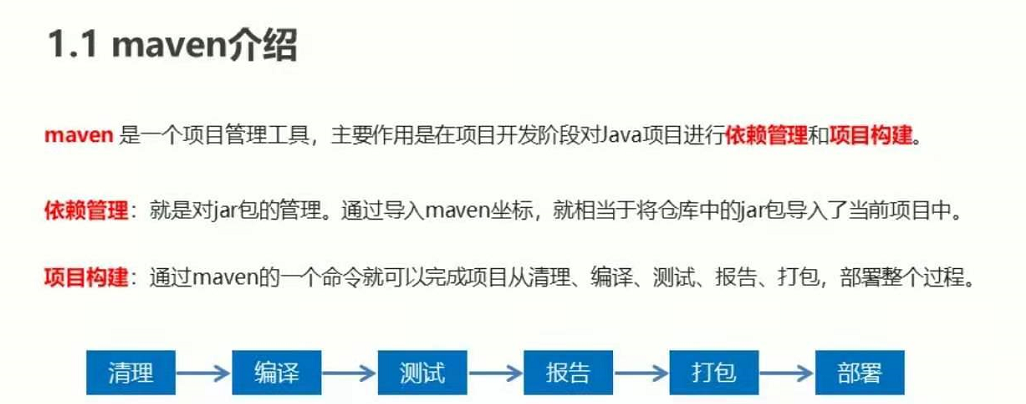 1.1 maven介绍
maven 是一个项目管理工具，主要作用是在项目开发阶段对Java项目进行依赖管理和项目构建。
依赖管理：就是对jar包的管理。通过导入maven坐标，就相当于将仓库中的jar包导入了当前项目中。
项目构建：通过maven的一个命令就可以完成项目从清理、编译、测试、报告、打包，部署整个过程。
清理 编译 测试 报告 打包 部署